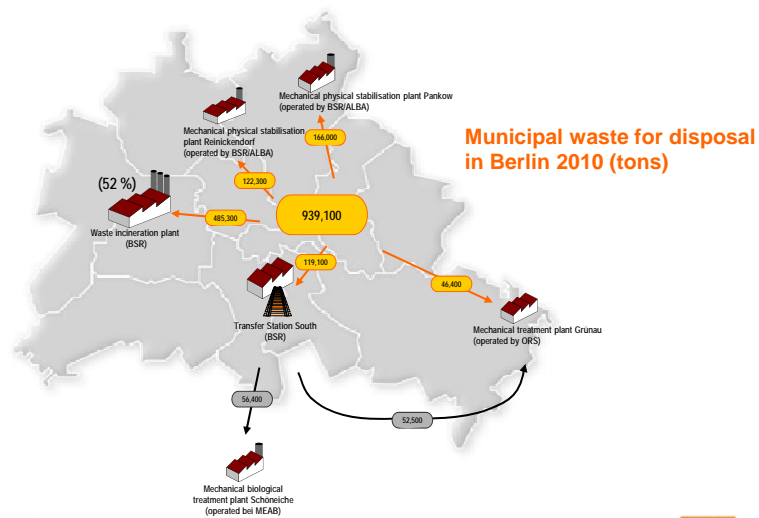 Mechanical physical stabilisation plant Pankow
(operated by BSR/ALBA)
Mechanical physical stabilisation
plant Reinickendorf
(operated by BSR/ALBA)
166,000
Municipal waste for disposal
in Berlin 2010 (tons)
(52 %)
122,300
939,100
485,300
Waste incineration plant
(BSR)
119,100
46,400
Transfer Station South
(BSR)
Mechanical treatment plant Grünau
(operated by ORS)
56,400
52,500
Mechanical biological
treatment plant Schöneiche
(operated bei MEAB)